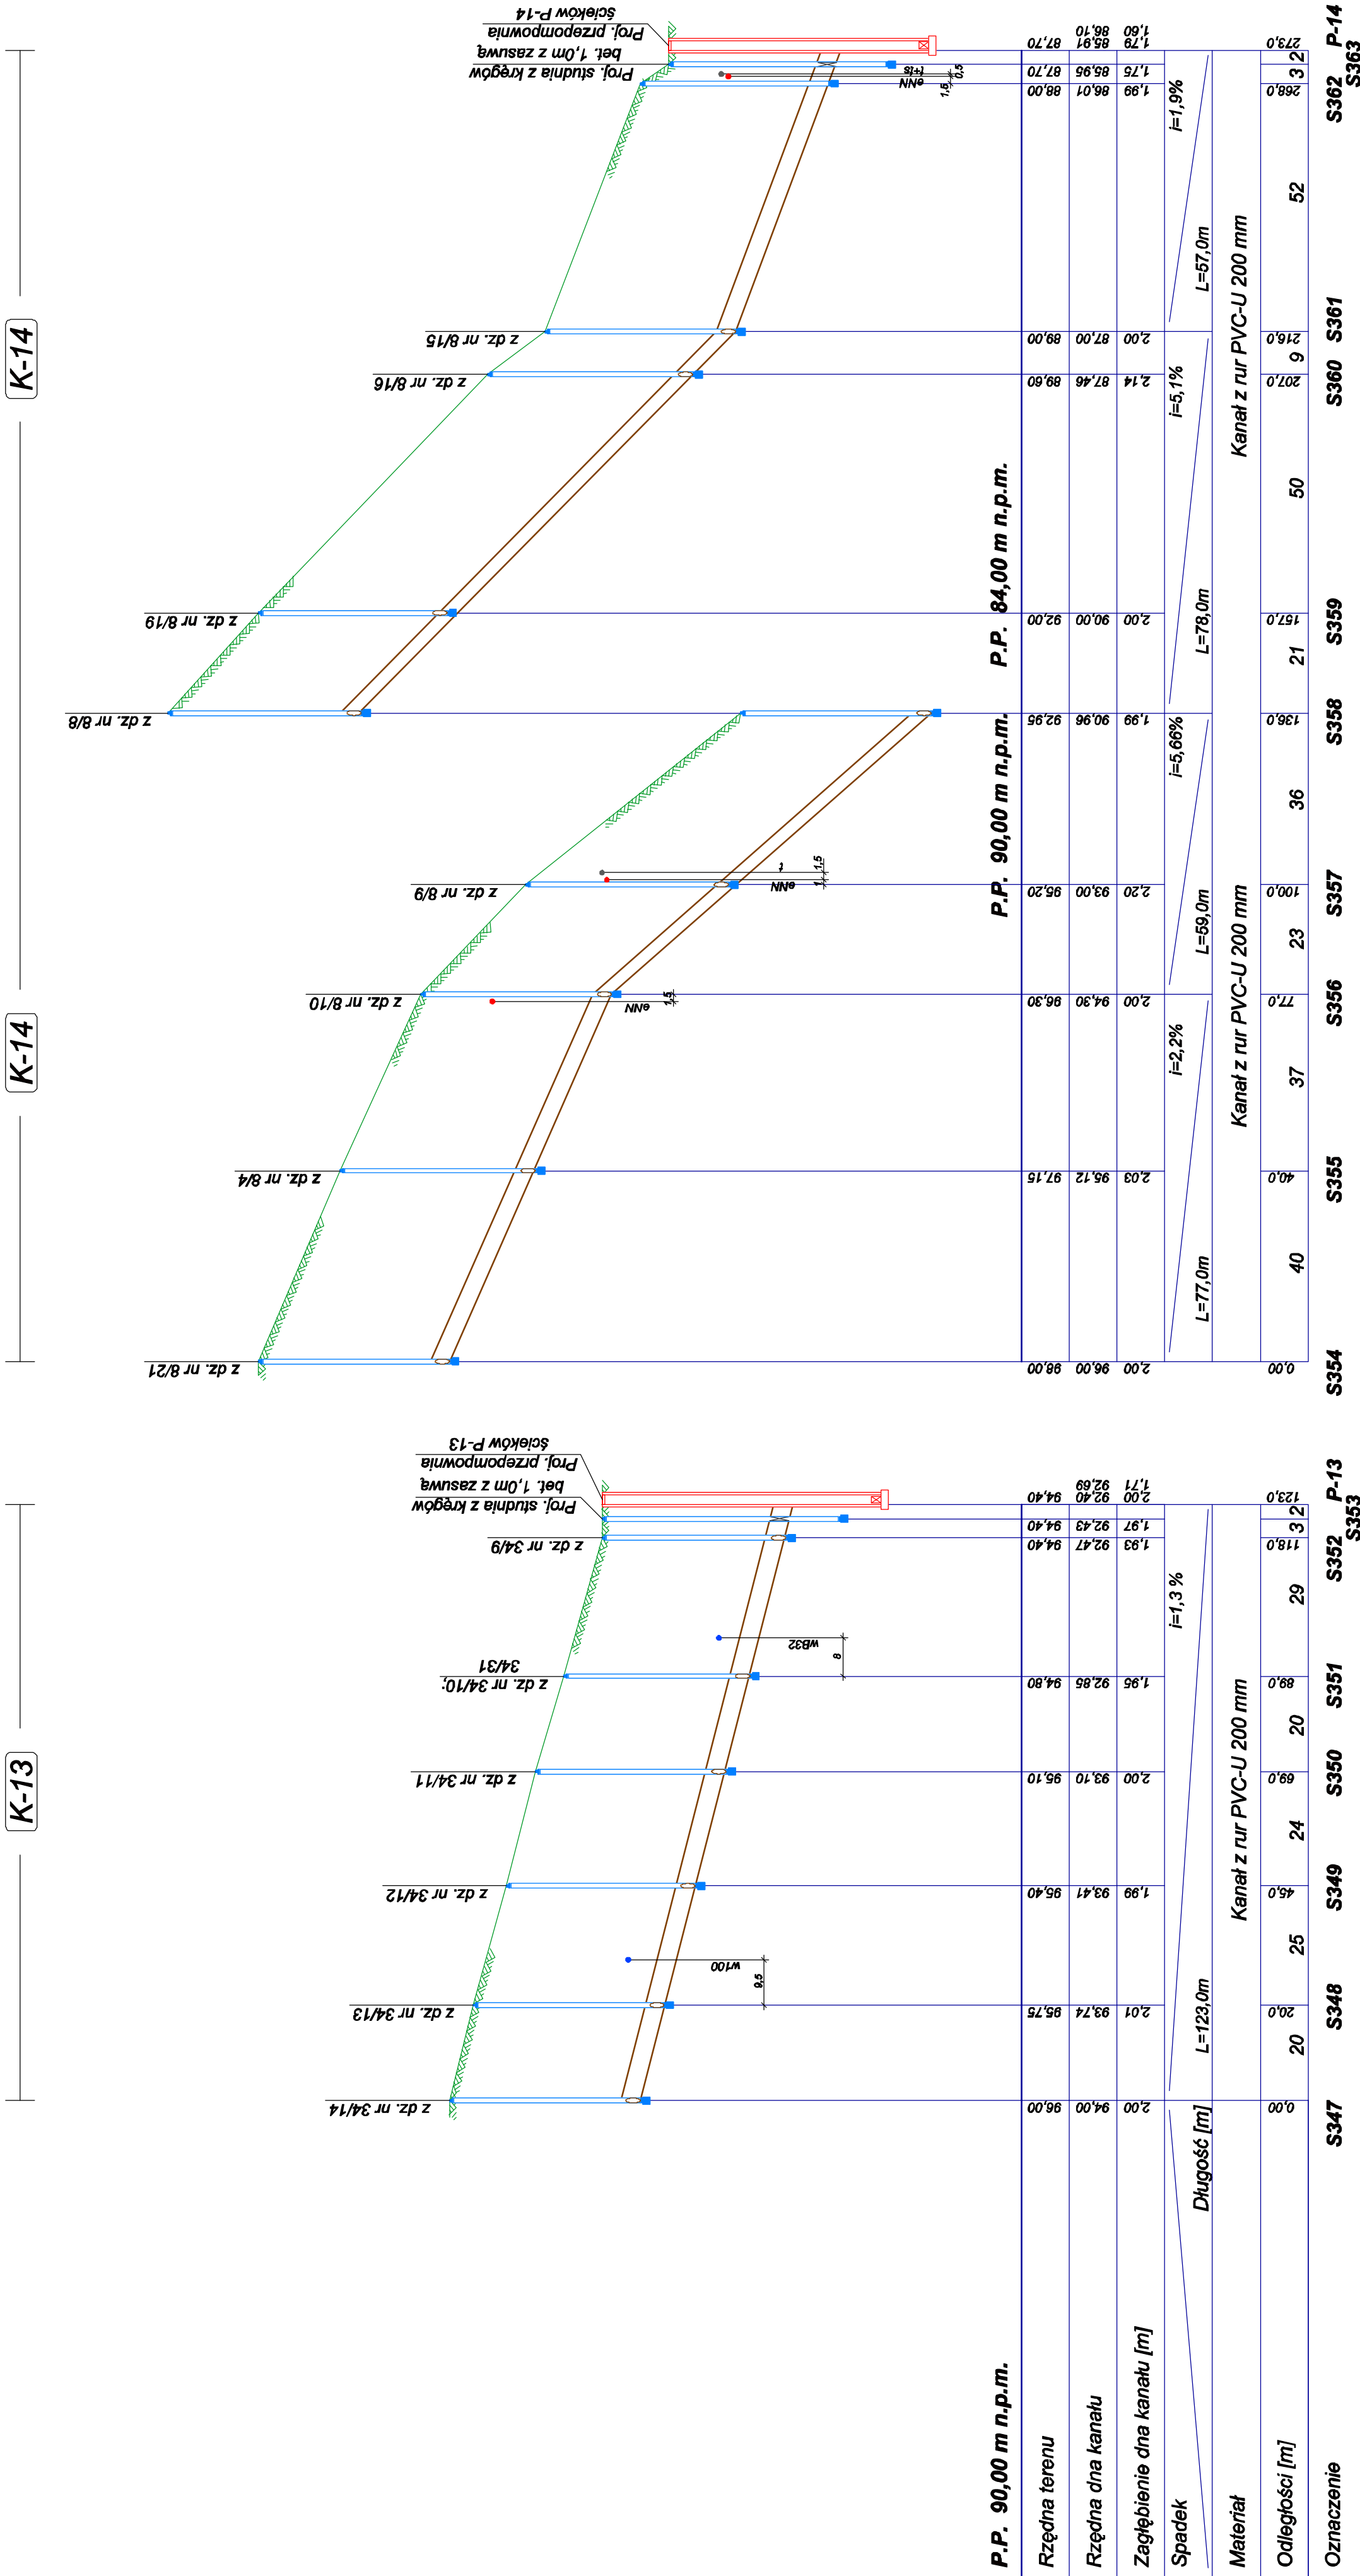 K-13
K-14
K-14
z dz. nr 34/14
z dz. nr 34/13
z dz. nr 34/12
z dz. nr 34/11
z dz. nr 34/10;
34/31
z dz. nr 34/9
Proj. studnia z kręgów
bet. 1,0m z zasuwą
Proj. przepompownia
ścieków P-13
w100
9,5
wB32
8
z dz. nr 8/21
z dz. nr 8/4
z dz. nr 8/10
z dz. nr 8/9
z dz. nr 8/8
z dz. nr 8/19
z dz. nr 8/16
z dz. nr 8/15
Proj. studnia z kręgów
bet. 1,0m z zasuwą
Proj. przepompownia
ścieków P-14
eNN
1,5
eNN
t
1
1,5
eNN
t+ts
1,5
0,5
P.P. 90,00 m n.p.m.
P.P. 90,00 m n.p.m.
P.P. 84,00 m n.p.m.
Rzędna terenu
96,00
95,75
95,40
95,10
94,80
94,40
94,40
94,40
98,00
97,15
96,30
95,20
92,95
92,00
89,60
89,00
88,00
87,70
87,70
Rzędna dna kanału
94,00
93,74
93,41
93,10
92,85
92,47
92,43
92,40
92,69
96,00
95,12
94,30
93,00
90,96
90,00
87,46
87,00
86,01
85,95
85,91
86,10
Zagłębienie dna kanału [m]
2,00
2,01
1,99
2,00
1,95
1,93
1,97
2,00
1,71
2,00
2,03
2,00
2,20
1,99
2,00
2,14
2,00
1,99
1,75
1,79
1,60
Spadek
Długość [m]
L=123,0m
i=1,3 %
L=77,0m
i=2,2%
L=59,0m
i=5,66%
L=78,0m
i=5,1%
L=57,0m
i=1,9%
Materiał
Kanał z rur PVC-U 200 mm
Kanał z rur PVC-U 200 mm
Kanał z rur PVC-U 200 mm
Odległości [m]
0,00
20
20,0
25
45,0
24
69,0
20
89,0
29
118,0
3
2
123,0
0,00
40
40,0
37
77,0
23
100,0
36
136,0
21
157,0
50
207,0
9
216,0
52
268,0
3
2
273,0
Oznaczenie
S347
S348
S349
S350
S351
S352
S353
P-13
S354
S355
S356
S357
S358
S359
S360
S361
S362
S363
P-14